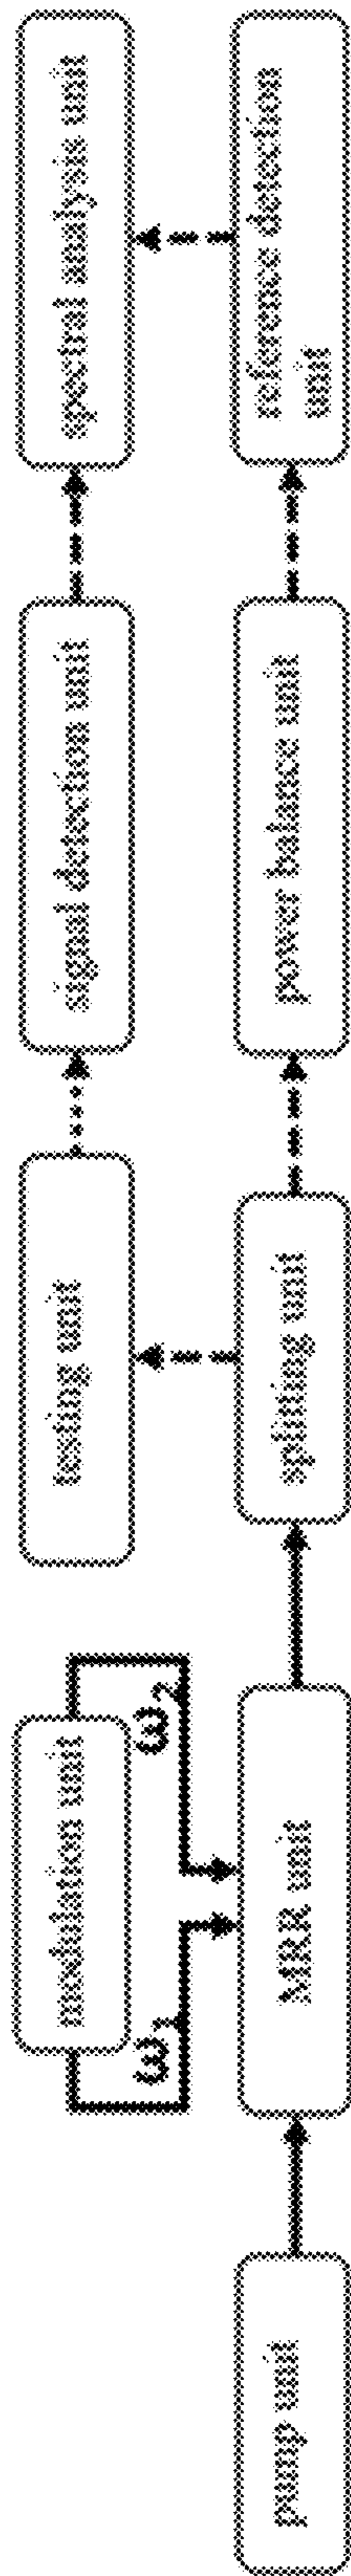 modulation unit
testing unit
signal detection unit
spectral analysis unit
ω1
ω2
pump unit
MRR unit
splitting unit
power balance unit
reference detection
unit